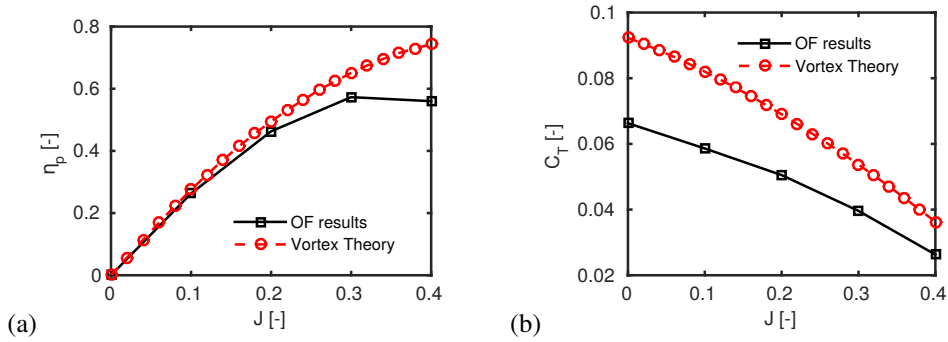 0.8
0.6
0.4
0.2
0
η_p [-]
OF results
Vortex Theory
0 0.1 0.2 0.3 0.4
J [-]
(a)
0.1
0.08
0.06
0.04
0.02
C_T [-]
OF results
Vortex Theory
0 0.1 0.2 0.3 0.4
J [-]
(b)